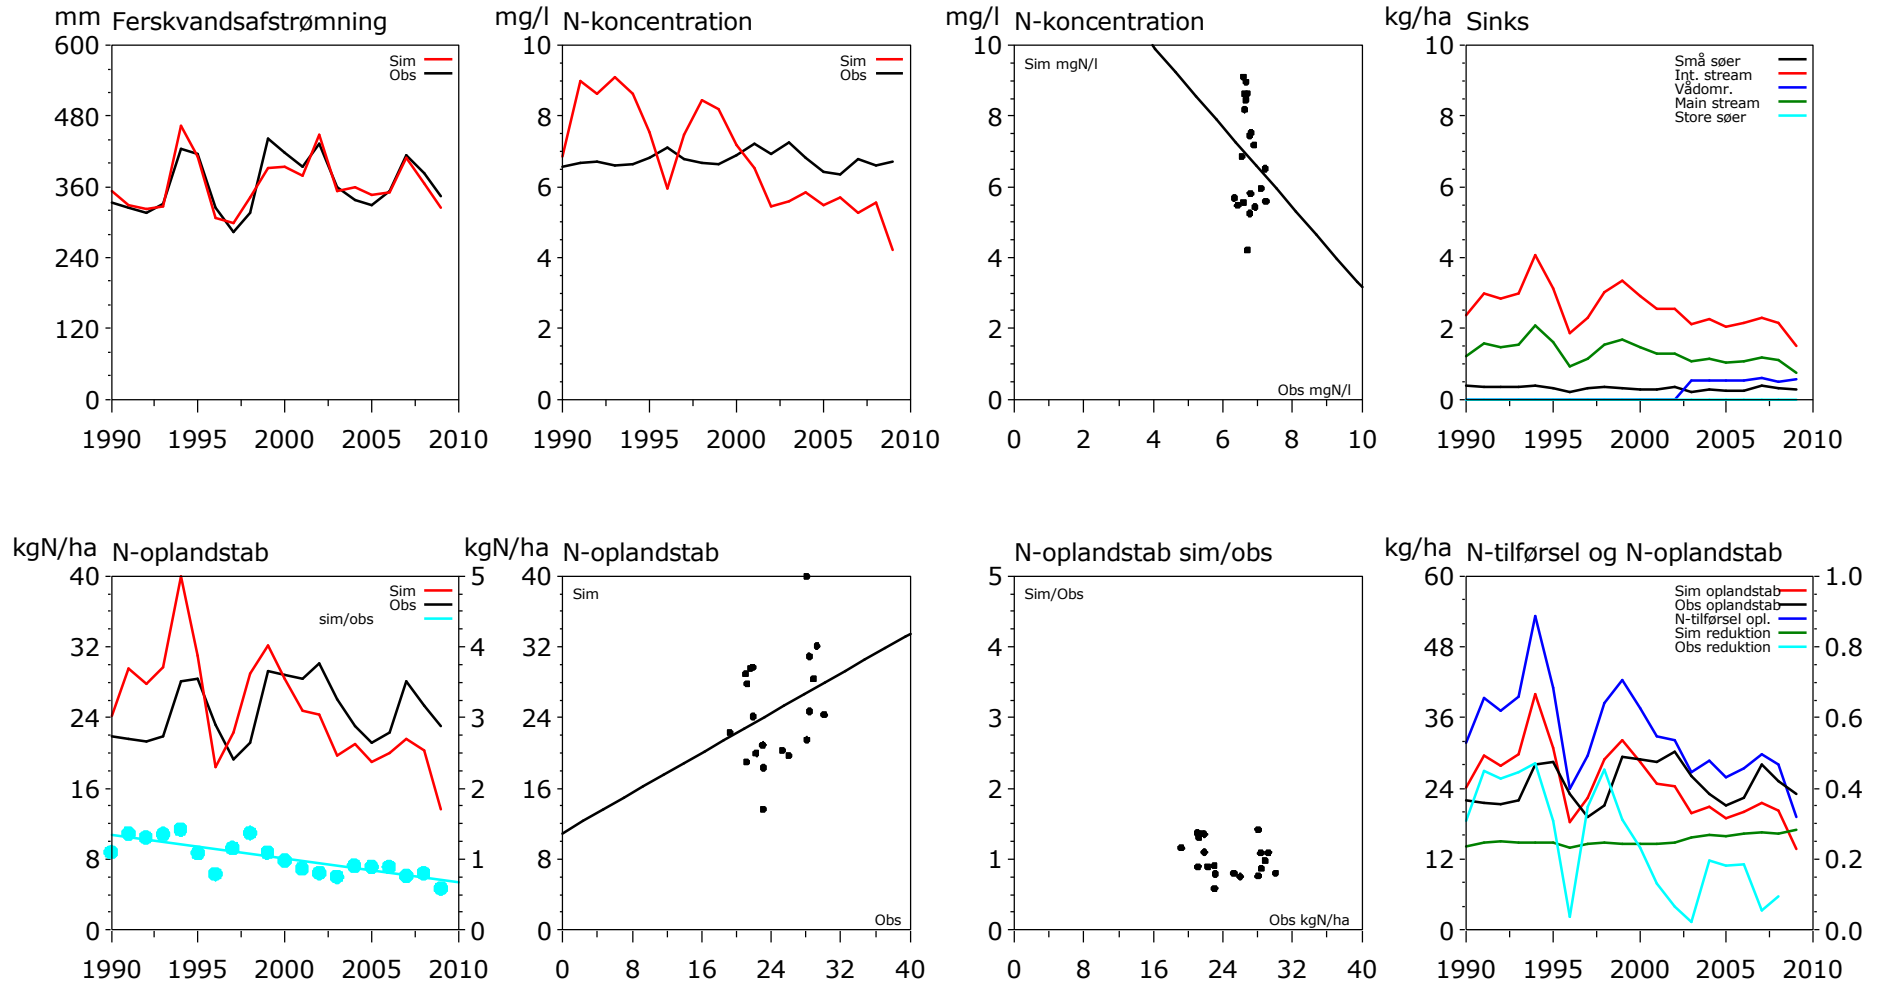 mm Ferskvandsafstrømning
600
480
360
240
120
0
1990 1995 2000 2005 2010
Sim
Obs
mg/l N-koncentration
10
8
6
4
2
0
1990 1995 2000 2005 2010
Sim
Obs
mg/l N-koncentration
10
8
6
4
2
0
0 2 4 6 8 10
Sim mgN/l
Obs mgN/l
kg/ha Sinks
10
8
6
4
2
0
1990 1995 2000 2005 2010
Små søer
Int. stream
Vådomr.
Main stream
Store søer
kgN/ha N-oplandstab
40 5
32 4
24 3
16 2
8 1
0 0
1990 1995 2000 2005 2010
Sim
Obs
sim/obs
kgN/ha N-oplandstab
40
32
24
16
8
0
0 8 16 24 32 40
Sim
Obs
N-oplandstab sim/obs
5
4
3
2
1
0
0 8 16 24 32 40
Sim/Obs
Obs kgN/ha
kg/ha N-tilførsel og N-oplandstab
60 1.0
48 0.8
36 0.6
24 0.4
12 0.2
0 0.0
1990 1995 2000 2005 2010
Sim oplandstab
Obs oplandstab
N-tilførsel opl.
Sim reduktion
Obs reduktion